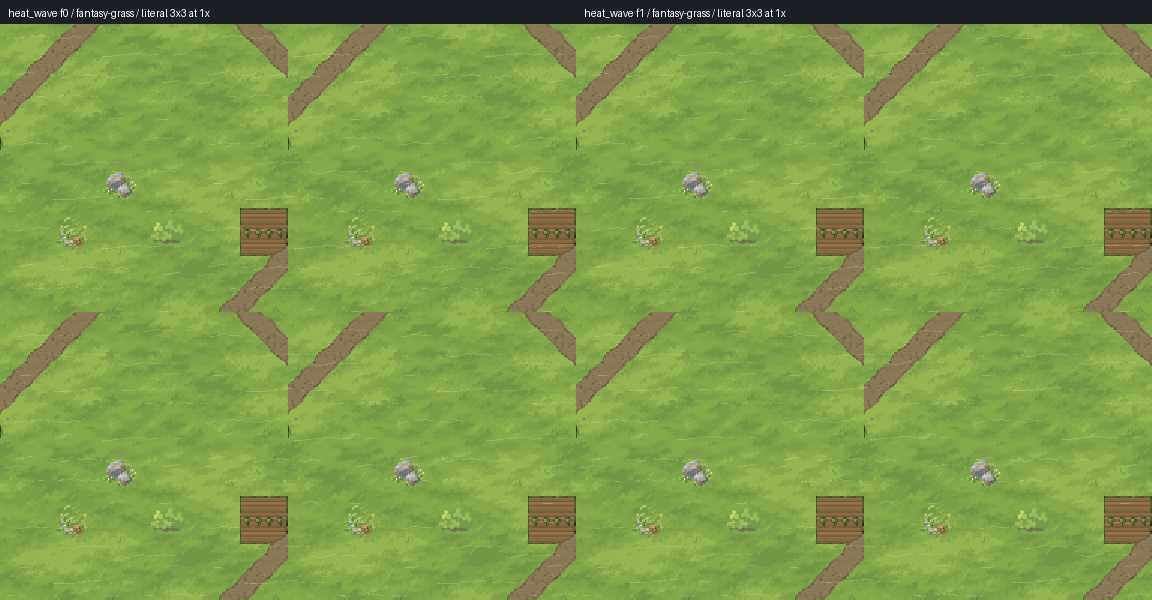 heat_wave f0 / fantasy-grass / literal 3x3 at 1x
heat_wave f1 / fantasy-grass / literal 3x3 at 1x